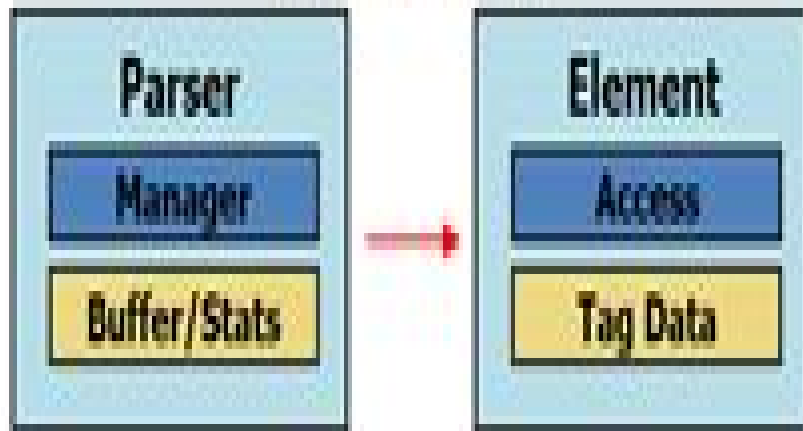 Parser
Manager
Buffer/Stats
Element
Access
Tag Data